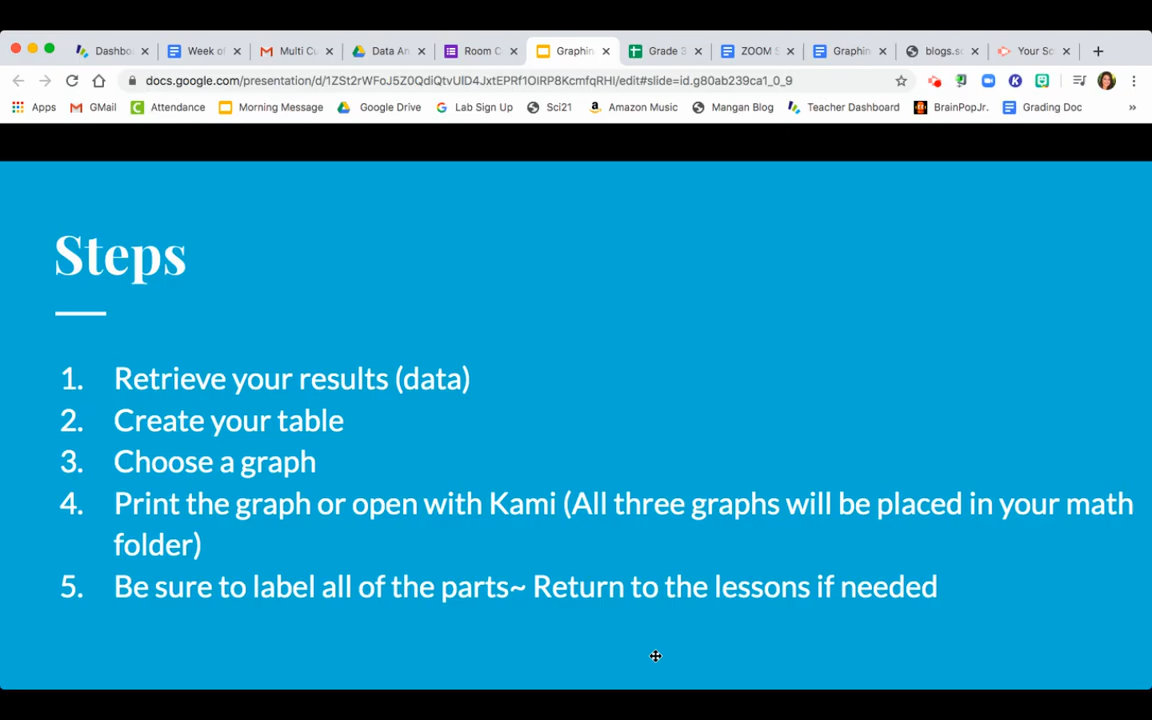 Dashbo
Week of
Multi Cu
Data An
Room C
Graphin
Grade 3
ZOOM S
Graphin
blogs.sc
Your Sc
docs.google.com/presentation/d/1ZSt2rWFoJ5Z0QdiQtvUID4JxtEPRf1OIRP8KcmfqRHI/edit#slide=id.g80ab239ca1_0_9
Apps
GMail
Attendance
Morning Message
Google Drive
Lab Sign Up
Sci21
Amazon Music
Mangan Blog
Teacher Dashboard
BrainPopJr.
Grading Doc
Steps
1. Retrieve your results (data)
2. Create your table
3. Choose a graph
4. Print the graph or open with Kami (All three graphs will be placed in your math
folder)
5. Be sure to label all of the parts~ Return to the lessons if needed